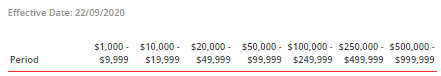 Effective Date: 22/09/2020
$1,000 - $10,000 - $20,000 - $50,000 - $100,000 - $250,000 - $500,000 -
Period $9,999 $19,999 $49,999 $99,999 $249,999 $499,999 $999,999